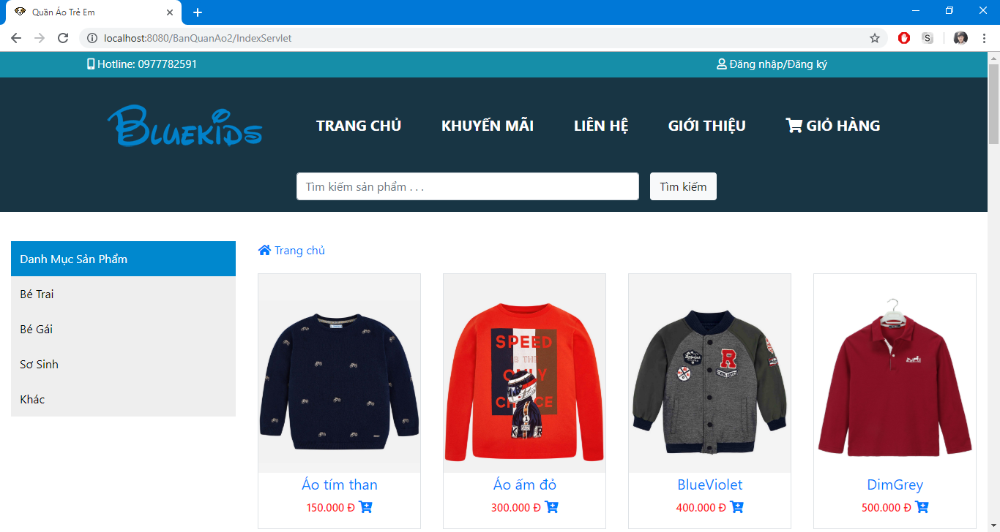 Quần Áo Trẻ Em
localhost:8080/BanQuanAo2/IndexServlet
S
Hotline: 0977782591
Đăng nhập/Đăng ký
BLUEKIDS
TRANG CHỦ
KHUYẾN MÃI
LIÊN HỆ
GIỚI THIỆU
GIỎ HÀNG
Tìm kiếm sản phẩm . . .
Tìm kiếm
Danh Mục Sản Phẩm
Bé Trai
Bé Gái
Sơ Sinh
Khác
Trang chủ
SPEED
IS THE
ONLY
R
Áo tím than
Áo ấm đỏ
BlueViolet
DimGrey
150.000 Đ
300.000 Đ
400.000 Đ
500.000 Đ